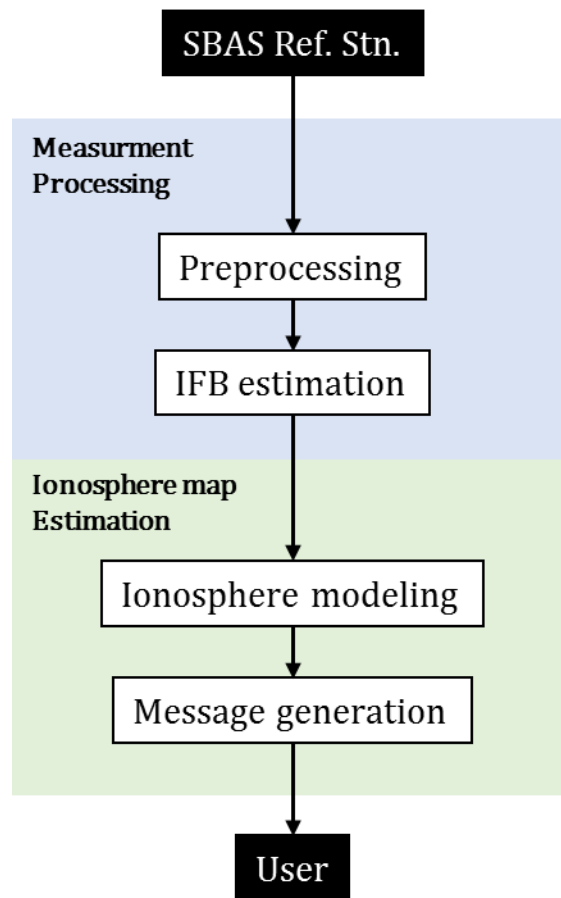 SBAS Ref. Stn.
Measurment
Processing
Preprocessing
IFB estimation
Ionosphere map
Estimation
Ionosphere modeling
Message generation
User